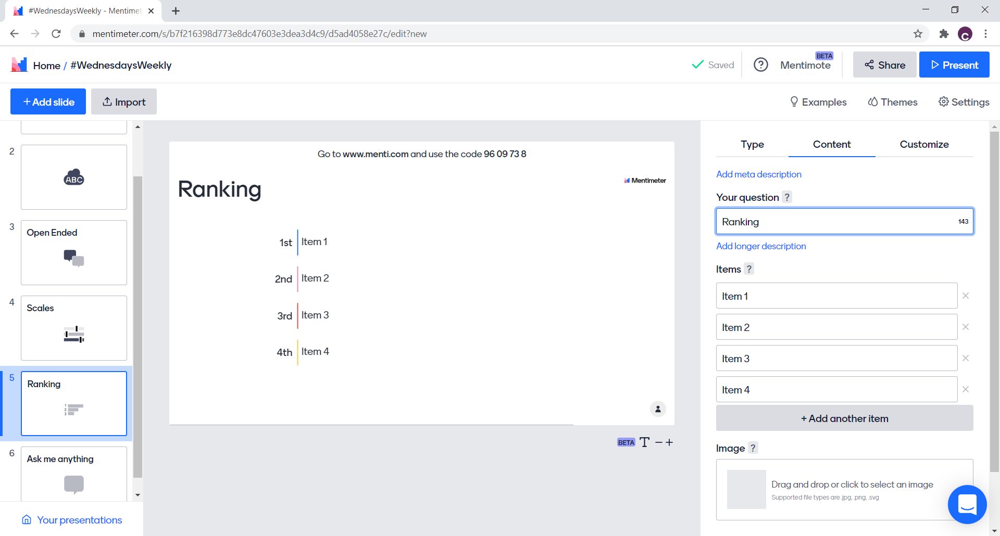 #WednesdaysWeekly - Mentimet
mentimeter.com/s/b7f216398d773e8dc47603e3dea3d4c9/d5ad4058e27c/edit?new
C
Home / #WednesdaysWeekly
Saved
?
BETA
Mentimote
Share
Present
+ Add slide
Import
Examples
Themes
Settings
2
ABC
3
Open Ended
4
Scales
5
Ranking
1
2
3
6
Ask me anything
Your presentations
Go to www.menti.com and use the code 96 09 73 8
Mentimeter
Ranking
1st Item 1
2nd Item 2
3rd Item 3
4th Item 4
BETA T − +
Type Content Customize
Add meta description
Your question ?
Ranking 143
Add longer description
Items ?
Item 1
Item 2
Item 3
Item 4
+ Add another item
Image ?
Drag and drop or click to select an image
Supported file types are .jpg, .png, .svg